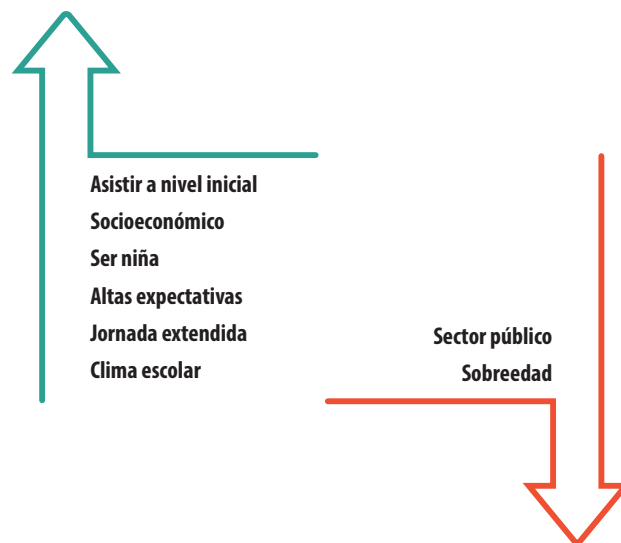 Asistir a nivel inicial
Socioeconómico
Ser niña
Altas expectativas
Jornada extendida
Clima escolar
Sector público
Sobreedad